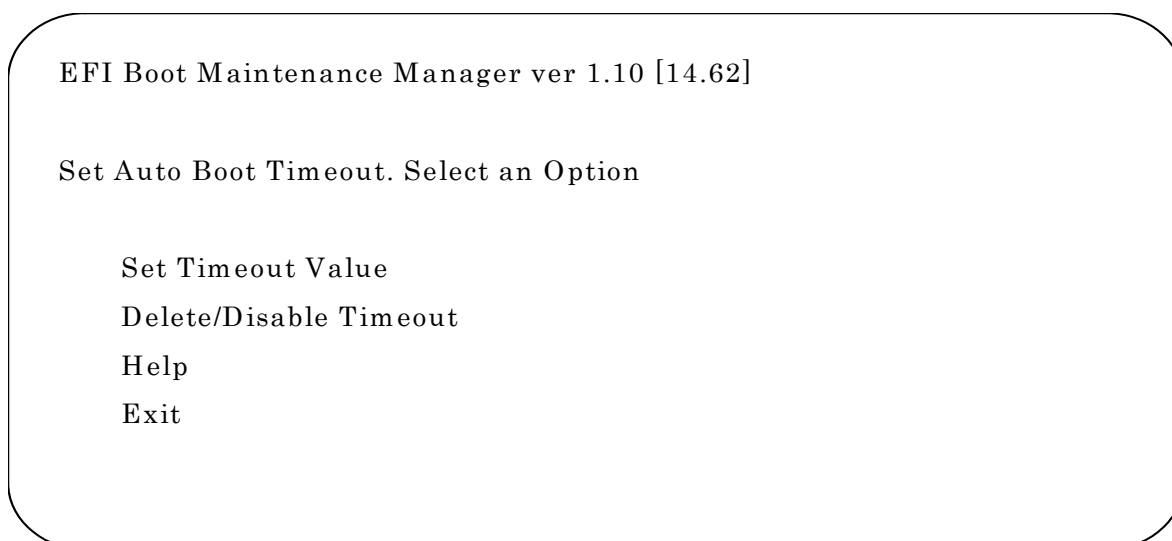 EFI Boot Maintenance Manager ver 1.10 [14.62]
Set Auto Boot Timeout. Select an Option
Set Timeout Value
Delete/Disable Timeout
Help
Exit